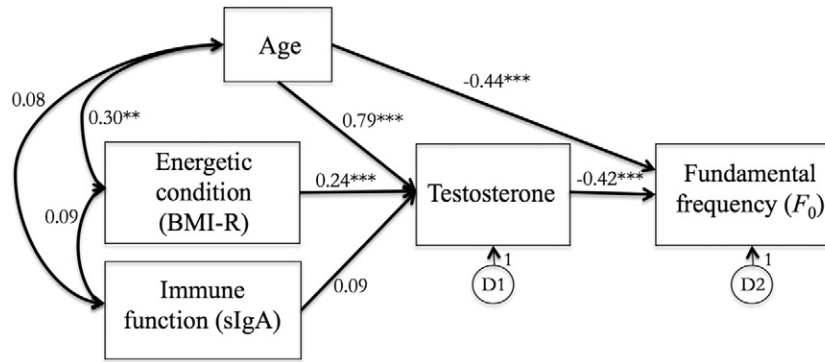 Age
-0.44***
0.08
0.30**
0.79***
Energetic
condition
(BMI-R)
0.24***
Testosterone
-0.42***
Fundamental
frequency (F₀)
0.09
Immune
function (sIgA)
0.09
1
D1
1
D2